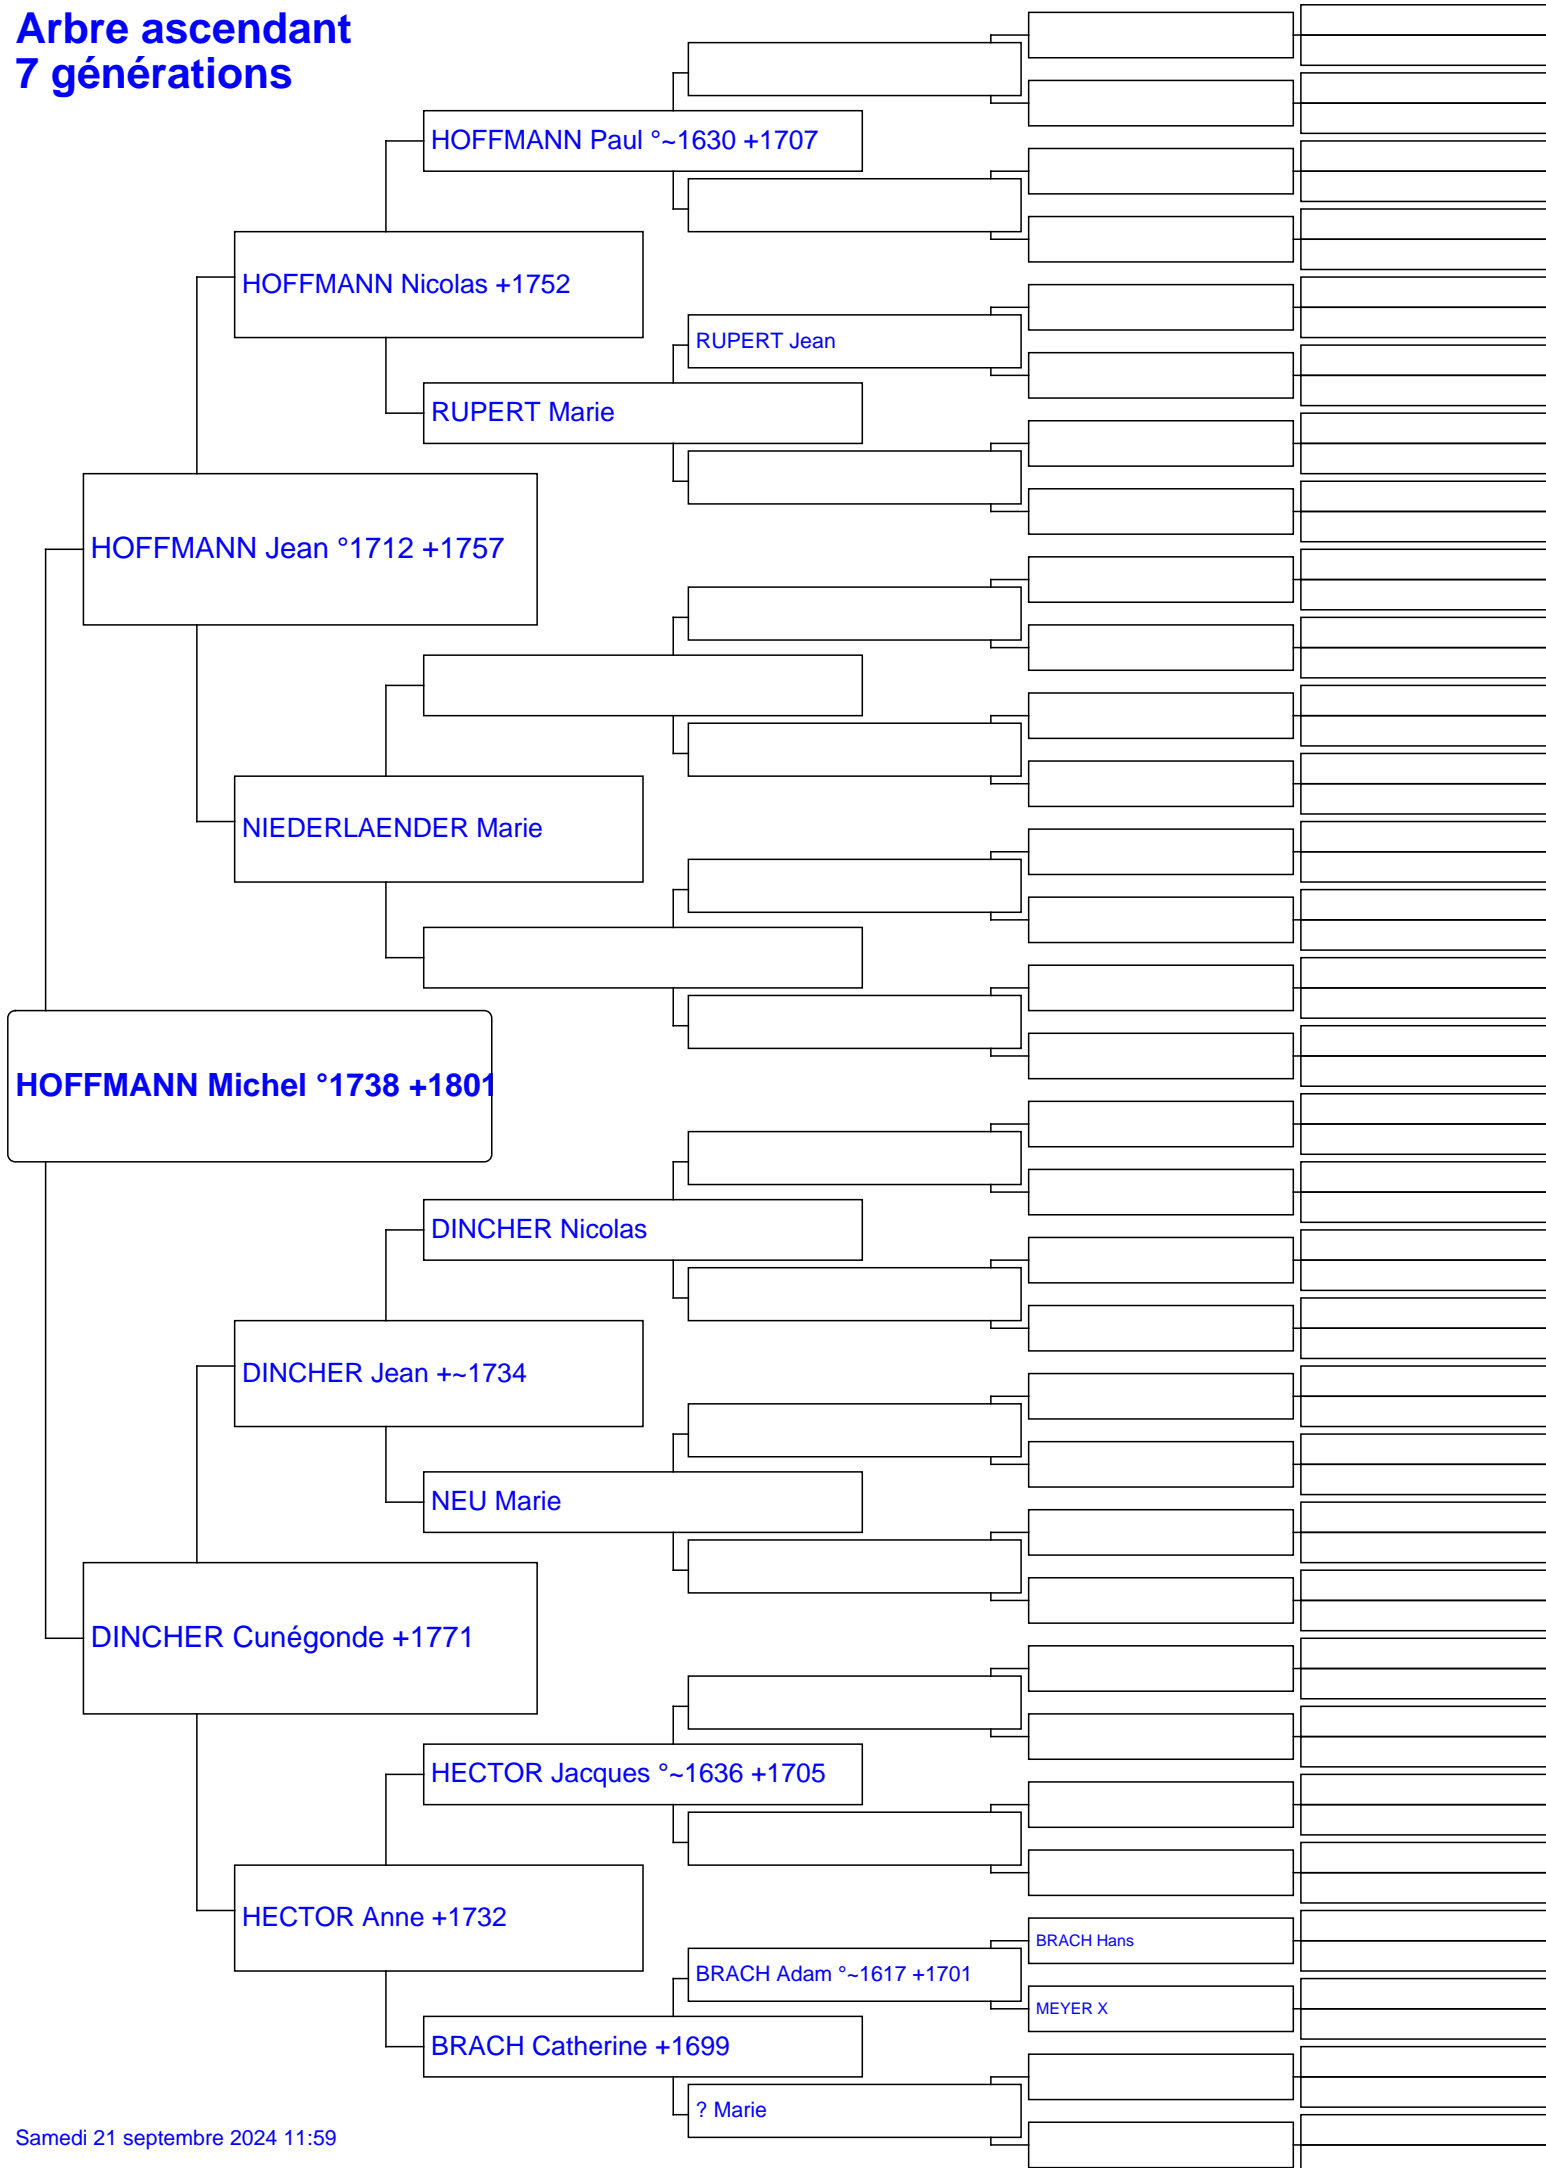 Arbre ascendant
7 générations
HOFFMANN Paul °~1630 +1707
HOFFMANN Nicolas +1752
RUPERT Jean
RUPERT Marie
HOFFMANN Jean °1712 +1757
NIEDERLAENDER Marie
HOFFMANN Michel °1738 +1801
DINCHER Nicolas
DINCHER Jean +~1734
NEU Marie
DINCHER Cunégonde +1771
HECTOR Jacques °~1636 +1705
HECTOR Anne +1732
BRACH Hans
BRACH Adam °~1617 +1701
MEYER X
BRACH Catherine +1699
? Marie
Samedi 21 septembre 2024 11:59